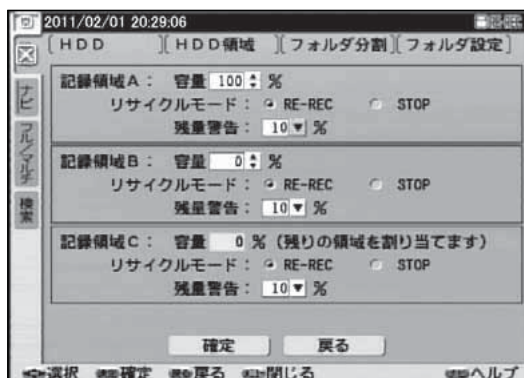 2011/02/01 20:29:06
[HDD ][HDD領域 ][フォルダ分割][フォルダ設定]
ナビ
フル/マルチ
検索
記録領域A： 容量 100 %
リサイクルモード： RE-REC STOP
残量警告： 10 %
記録領域B： 容量 0 %
リサイクルモード： RE-REC STOP
残量警告： 10 %
記録領域C： 容量 0 % (残りの領域を割り当てます)
リサイクルモード： RE-REC STOP
残量警告： 10 %
確定 戻る
選択 確定 戻る 閉じる ヘルプ